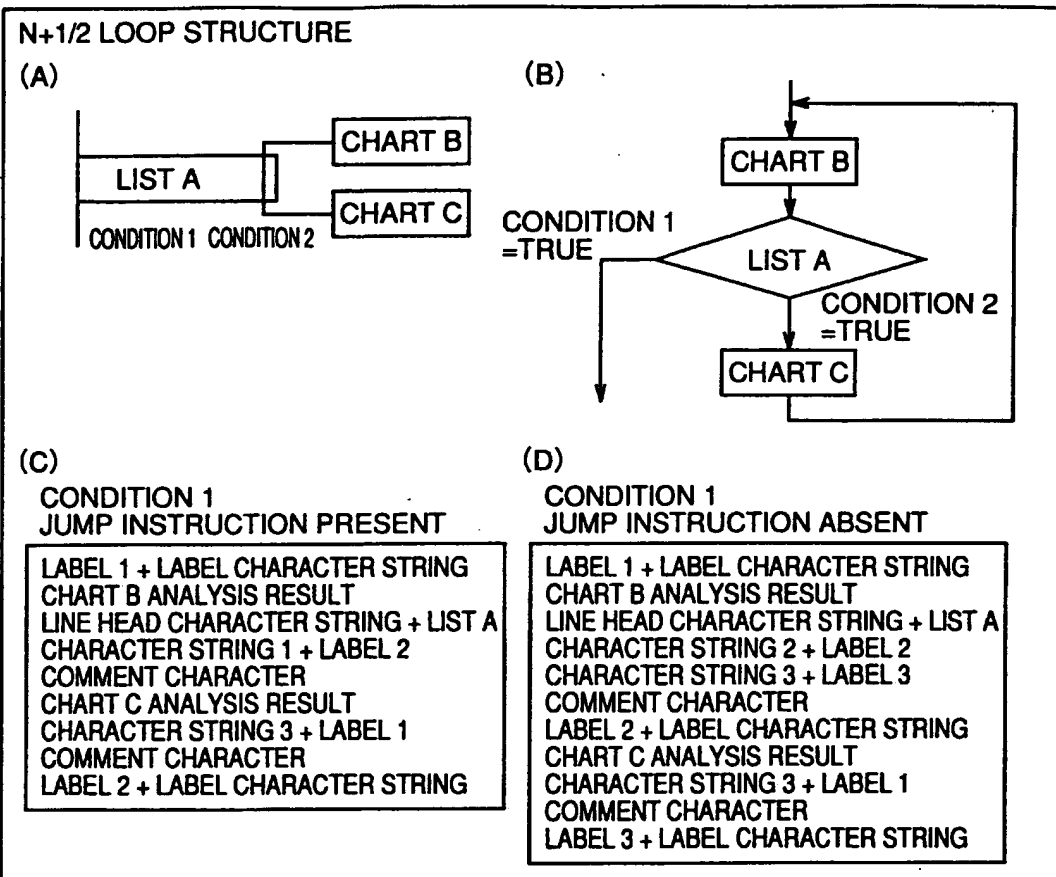 N+1/2 LOOP STRUCTURE
(A)
CHART B
LIST A
CHART C
CONDITION 1 CONDITION 2
(B)
CHART B
CONDITION 1
=TRUE
LIST A
CONDITION 2
=TRUE
CHART C
(C)
CONDITION 1
JUMP INSTRUCTION PRESENT
LABEL 1 + LABEL CHARACTER STRING
CHART B ANALYSIS RESULT
LINE HEAD CHARACTER STRING + LIST A
CHARACTER STRING 1 + LABEL 2
COMMENT CHARACTER
CHART C ANALYSIS RESULT
CHARACTER STRING 3 + LABEL 1
COMMENT CHARACTER
LABEL 2 + LABEL CHARACTER STRING
(D)
CONDITION 1
JUMP INSTRUCTION ABSENT
LABEL 1 + LABEL CHARACTER STRING
CHART B ANALYSIS RESULT
LINE HEAD CHARACTER STRING + LIST A
CHARACTER STRING 2 + LABEL 2
CHARACTER STRING 3 + LABEL 3
COMMENT CHARACTER
LABEL 2 + LABEL CHARACTER STRING
CHART C ANALYSIS RESULT
CHARACTER STRING 3 + LABEL 1
COMMENT CHARACTER
LABEL 3 + LABEL CHARACTER STRING